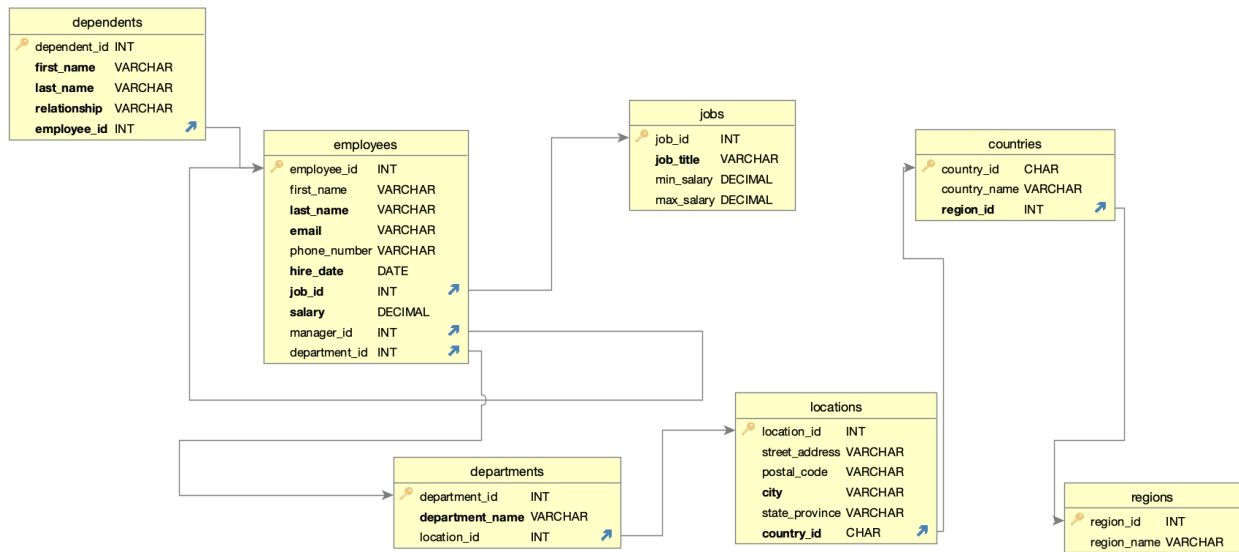 dependents
dependent_id INT
first_name VARCHAR
last_name VARCHAR
relationship VARCHAR
employee_id INT
employees
employee_id INT
first_name VARCHAR
last_name VARCHAR
email VARCHAR
phone_number VARCHAR
hire_date DATE
job_id INT
salary DECIMAL
manager_id INT
department_id INT
jobs
job_id INT
job_title VARCHAR
min_salary DECIMAL
max_salary DECIMAL
countries
country_id CHAR
country_name VARCHAR
region_id INT
departments
department_id INT
department_name VARCHAR
location_id INT
locations
location_id INT
street_address VARCHAR
postal_code VARCHAR
city VARCHAR
state_province VARCHAR
country_id CHAR
regions
region_id INT
region_name VARCHAR